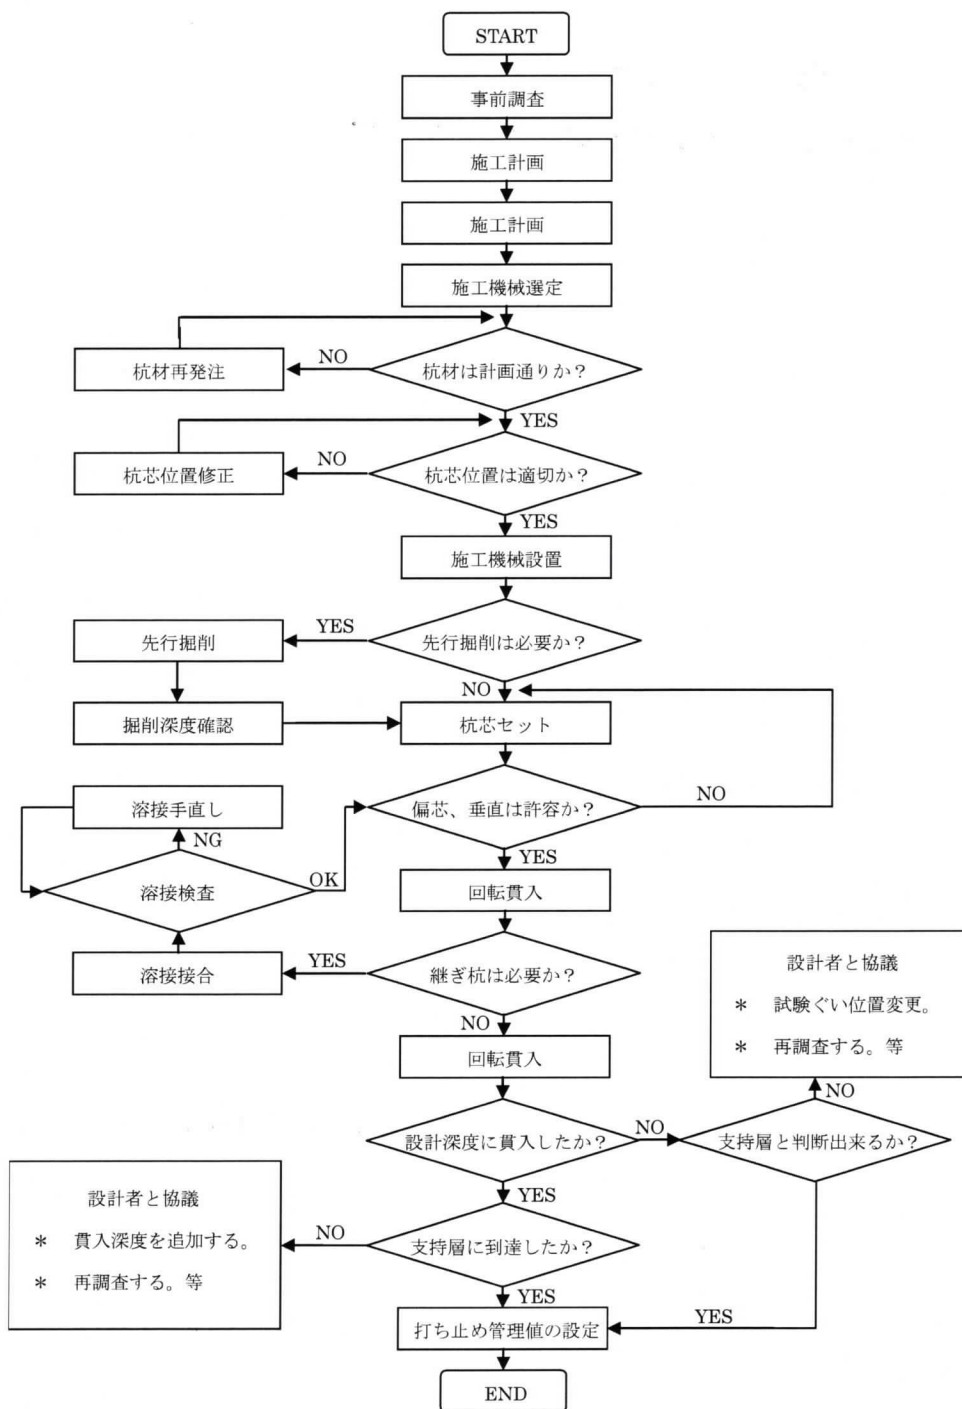 START
事前調査
施工計画
施工計画
施工機械選定
杭材再発注
NO
杭材は計画通りか？
YES
杭芯位置修正
NO
杭芯位置は適切か？
YES
施工機械設置
先行掘削
YES
先行掘削は必要か？
NO
掘削深度確認
杭芯セット
溶接手直し
偏芯、垂直は許容か？
NO
NG
YES
溶接検査
OK
回転貫入
溶接接合
YES
継ぎ杭は必要か？
NO
設計者と協議
＊ 試験ぐい位置変更。
＊ 再調査する。等
回転貫入
NO
設計深度に貫入したか？
NO
支持層と判断出来るか？
YES
設計者と協議
＊ 貫入深度を追加する。
＊ 再調査する。等
NO
支持層に到達したか？
YES
打ち止め管理値の設定
YES
END